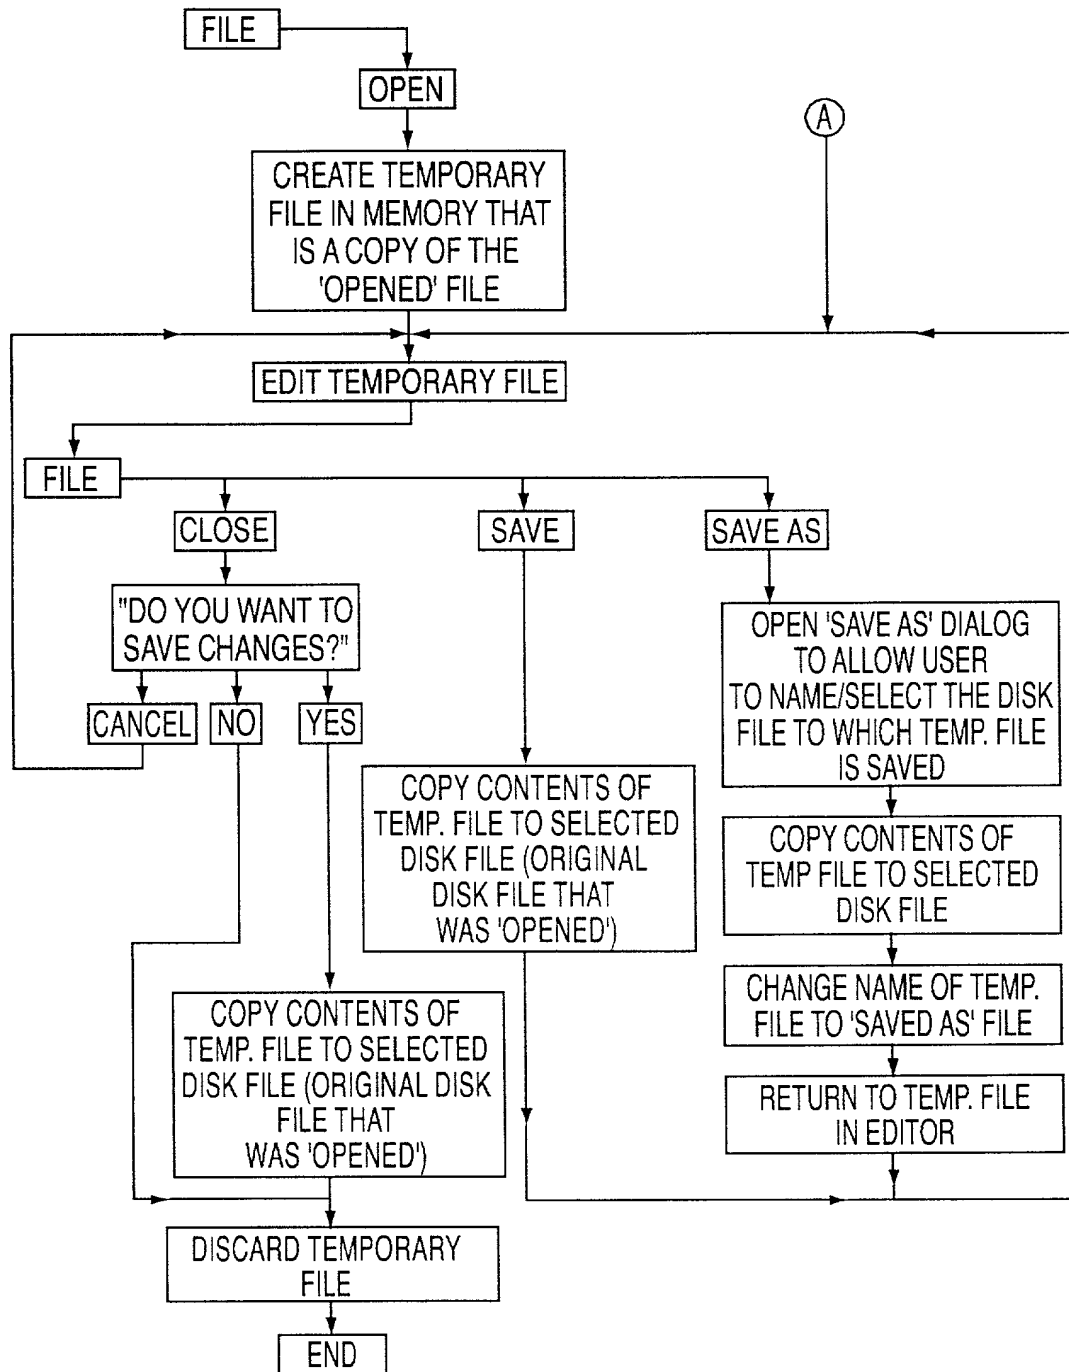 FILE
OPEN
A
CREATE TEMPORARY
FILE IN MEMORY THAT
IS A COPY OF THE
'OPENED' FILE
EDIT TEMPORARY FILE
FILE
CLOSE
SAVE
SAVE AS
"DO YOU WANT TO
SAVE CHANGES?"
CANCEL
NO
YES
OPEN 'SAVE AS' DIALOG
TO ALLOW USER
TO NAME/SELECT THE DISK
FILE TO WHICH TEMP. FILE
IS SAVED
COPY CONTENTS OF
TEMP. FILE TO SELECTED
DISK FILE (ORIGINAL
DISK FILE THAT
WAS 'OPENED')
COPY CONTENTS OF
TEMP FILE TO SELECTED
DISK FILE
CHANGE NAME OF TEMP.
FILE TO 'SAVED AS' FILE
COPY CONTENTS OF
TEMP. FILE TO SELECTED
DISK FILE (ORIGINAL DISK
FILE THAT
WAS 'OPENED')
RETURN TO TEMP. FILE
IN EDITOR
DISCARD TEMPORARY
FILE
END